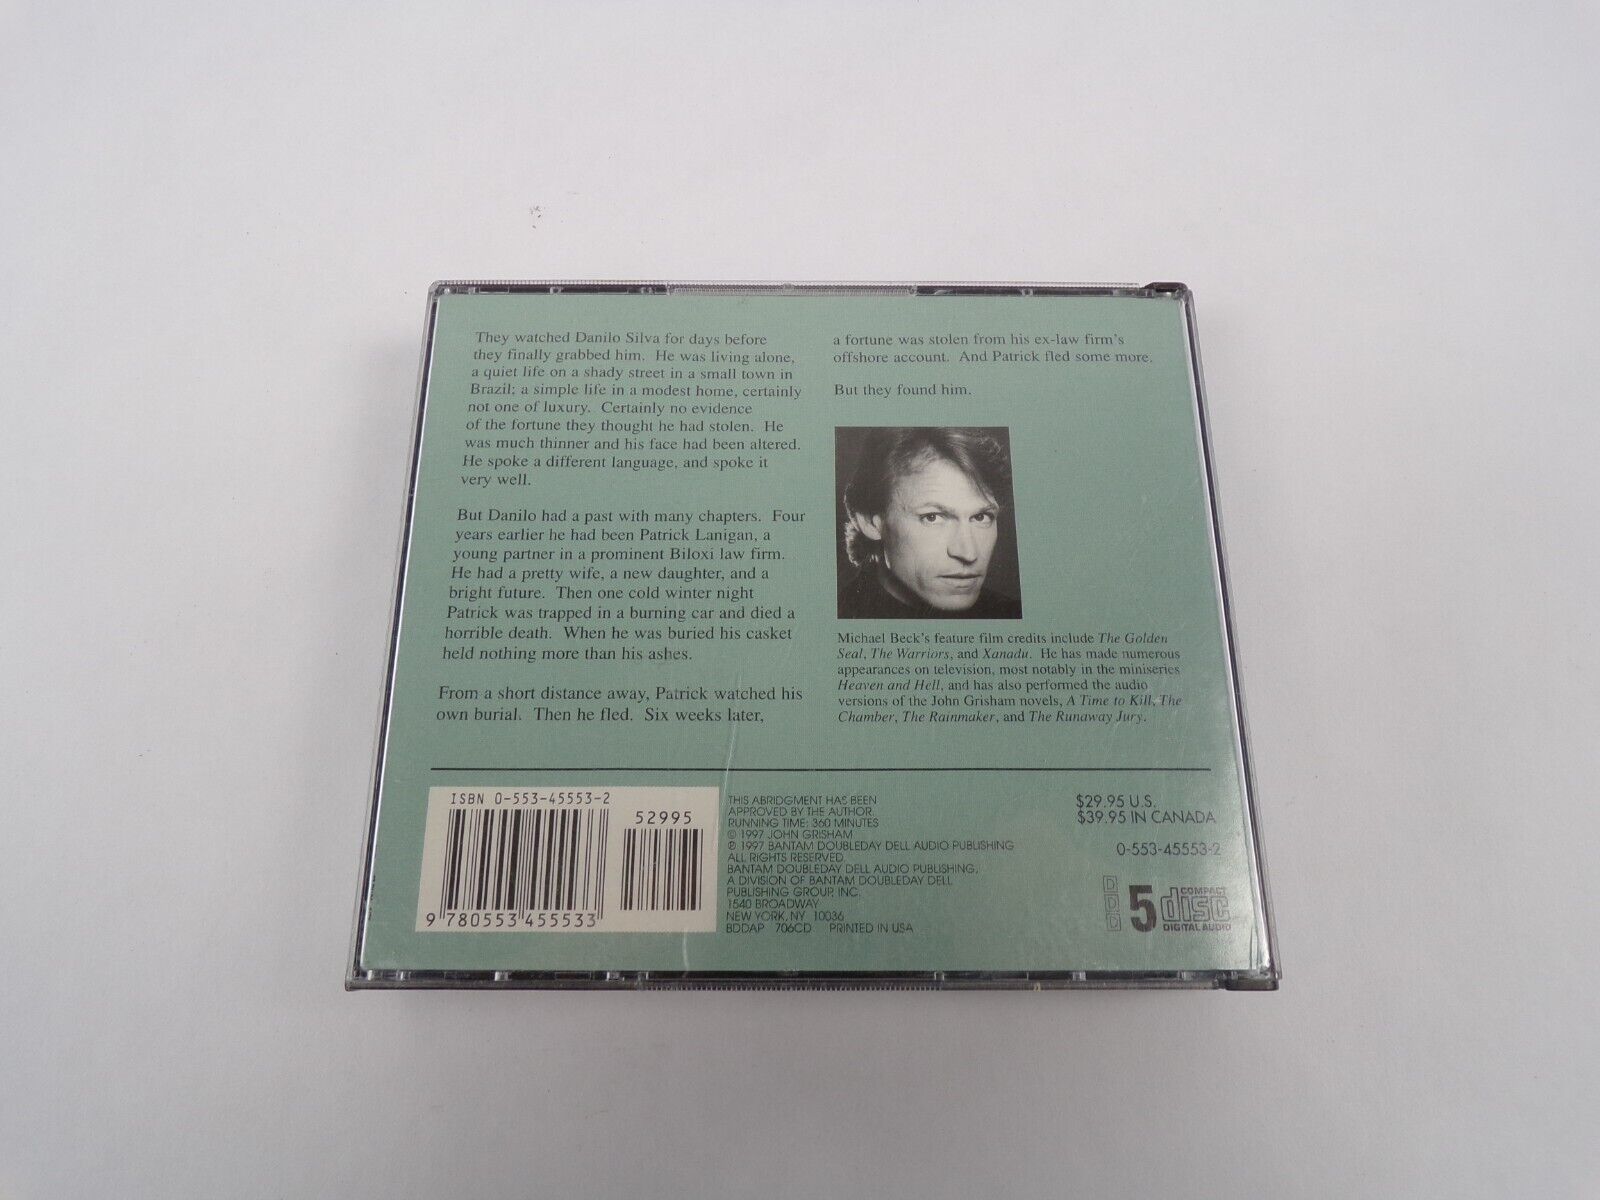 They watched Danilo Silva for days before
they finally grabbed him. He was living alone,
a quiet life on a shady street in a small town in
Brazil; a simple life in a modest home, certainly
not one of luxury. Certainly no evidence
of the fortune they thought he had stolen. He
was much thinner and his face had been altered.
He spoke a different language, and spoke it
very well.
But Danilo had a past with many chapters. Four
years earlier he had been Patrick Lanigan, a
young partner in a prominent Biloxi law firm.
He had a pretty wife, a new daughter, and a
bright future. Then one cold winter night
Patrick was trapped in a burning car and died a
horrible death. When he was buried his casket
held nothing more than his ashes.
From a short distance away, Patrick watched his
own burial. Then he fled. Six weeks later,
a fortune was stolen from his ex-law firm's
offshore account. And Patrick fled some more.
But they found him.
Michael Beck's feature film credits include The Golden
Seal, The Warriors, and Xanadu. He has made numerous
appearances on television, most notably in the miniseries
Heaven and Hell, and has also performed the audio
versions of the John Grisham novels, A Time to Kill, The
Chamber, The Rainmaker, and The Runaway Jury.
ISBN 0-553-45553-2
52995
9 780553 455533
THIS ABRIDGMENT HAS BEEN
APPROVED BY THE AUTHOR.
RUNNING TIME: 360 MINUTES
© 1997 JOHN GRISHAM
℗ 1997 BANTAM DOUBLEDAY DELL AUDIO PUBLISHING
ALL RIGHTS RESERVED.
BANTAM DOUBLEDAY DELL AUDIO PUBLISHING,
A DIVISION OF BANTAM DOUBLEDAY DELL
PUBLISHING GROUP, INC.
1540 BROADWAY
NEW YORK, NY 10036
BDDAP 706CD PRINTED IN USA
$29.95 U.S.
$39.95 IN CANADA
0-553-45553-2
DDD
5 COMPACT
disc
DIGITAL AUDIO